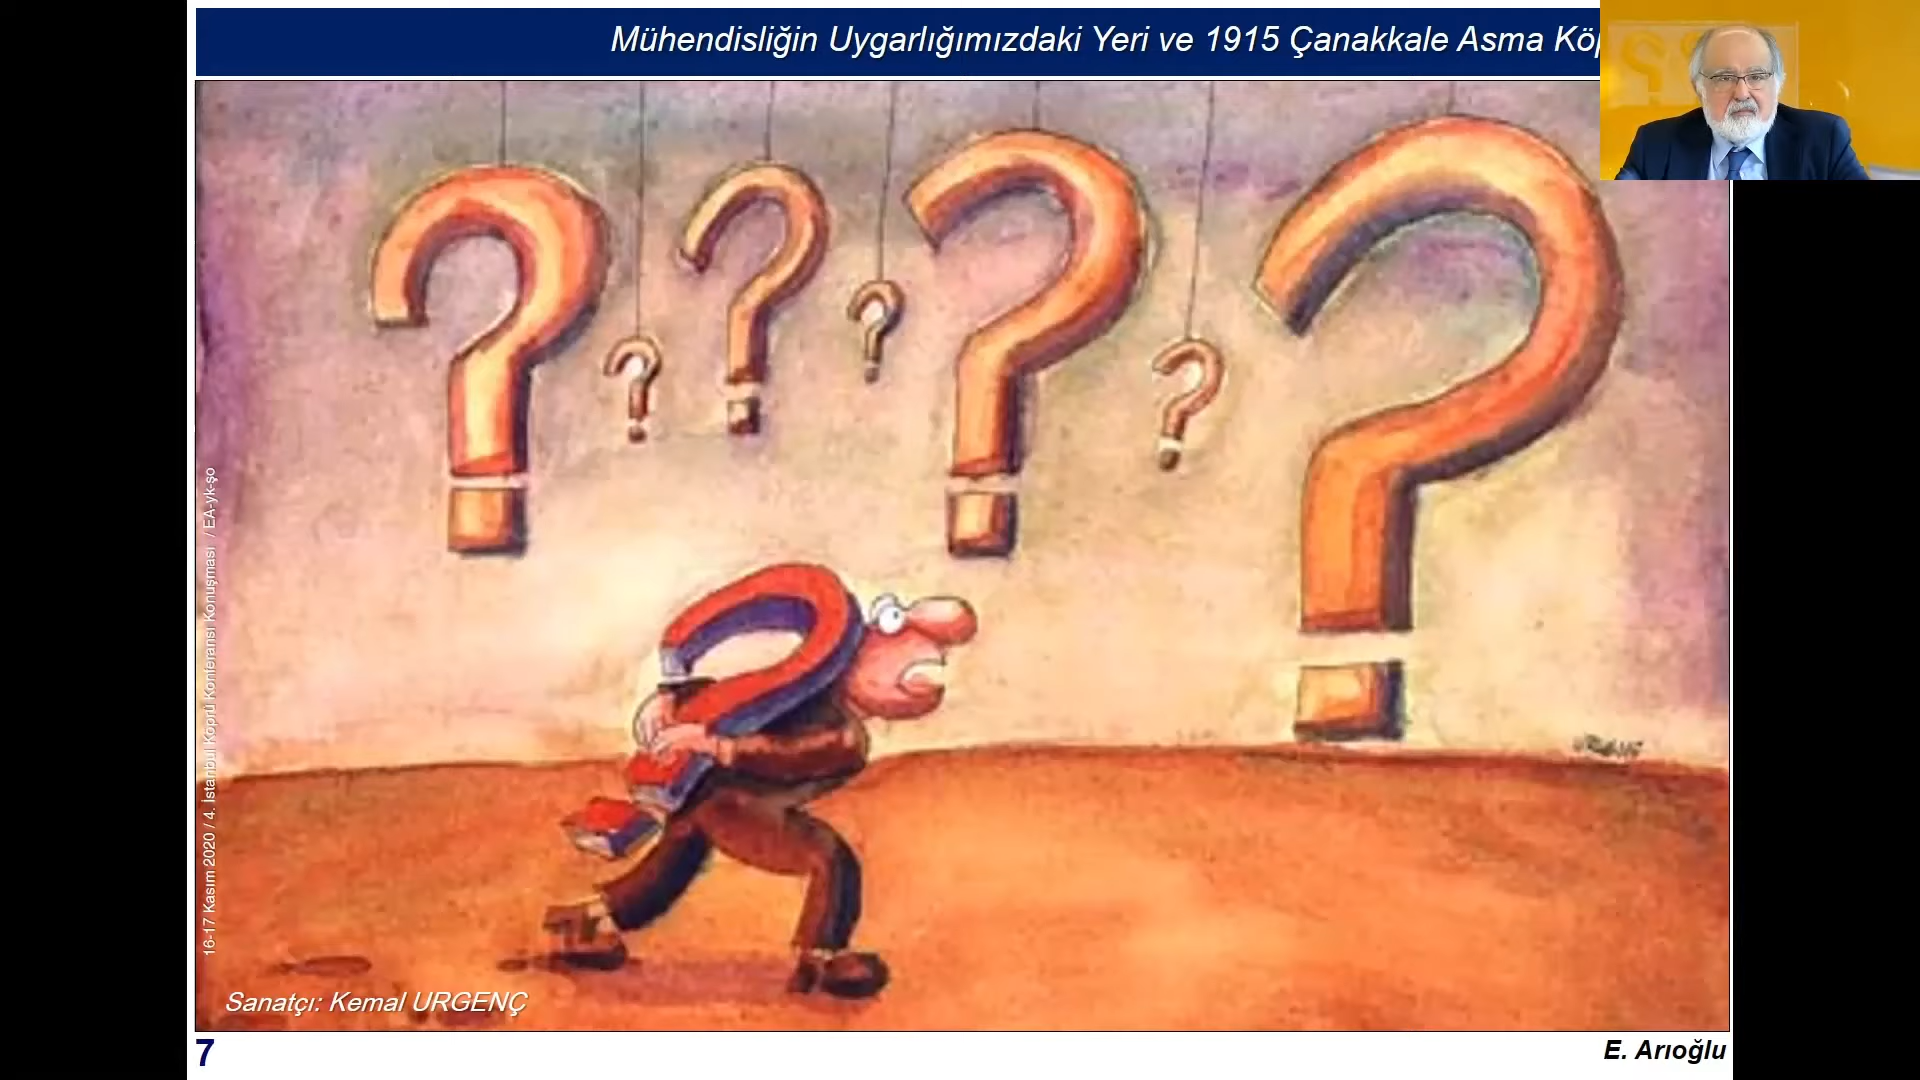 Mühendisliğin Uygarlığımızdaki Yeri ve 1915 Çanakkale Asma Kö
16-17 Kasım 2020 / 4. İstanbul Köprü Konferansı Konuşması / EA-yk-şo
Sanatçı: Kemal URGENÇ
7
E. Arıoğlu